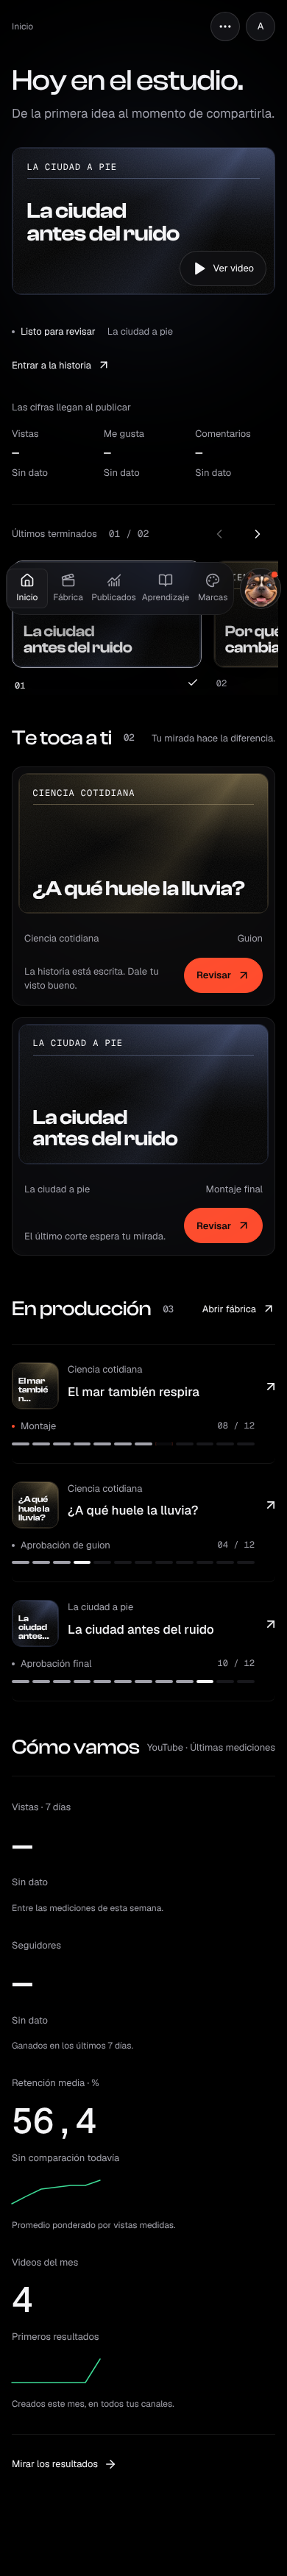 Inicio
A
Hoy en el estudio.
De la primera idea al momento de compartirla.
LA CIUDAD A PIE
La ciudad
antes del ruido
Ver video
Listo para revisar La ciudad a pie
Entrar a la historia
Las cifras llegan al publicar
Vistas Me gusta Comentarios
— — —
Sin dato Sin dato Sin dato
Últimos terminados 01 / 02
Inicio Fábrica Publicados Aprendizaje Marcas
La ciudad
antes del ruido
Por qué
cambia
01
02
Te toca a ti 02 Tu mirada hace la diferencia.
CIENCIA COTIDIANA
¿A qué huele la lluvia?
Ciencia cotidiana Guion
La historia está escrita. Dale tu
visto bueno.
Revisar
LA CIUDAD A PIE
La ciudad
antes del ruido
La ciudad a pie Montaje final
El último corte espera tu mirada.
Revisar
En producción 03 Abrir fábrica
El mar
tambié
n...
Ciencia cotidiana
El mar también respira
Montaje 08 / 12
¿A qué
huele la
lluvia?
Ciencia cotidiana
¿A qué huele la lluvia?
Aprobación de guion 04 / 12
La
ciudad
antes...
La ciudad a pie
La ciudad antes del ruido
Aprobación final 10 / 12
Cómo vamos YouTube · Últimas mediciones
Vistas · 7 días
—
Sin dato
Entre las mediciones de esta semana.
Seguidores
—
Sin dato
Ganados en los últimos 7 días.
Retención media · %
56,4
Sin comparación todavía
Promedio ponderado por vistas medidas.
Videos del mes
4
Primeros resultados
Creados este mes, en todos tus canales.
Mirar los resultados